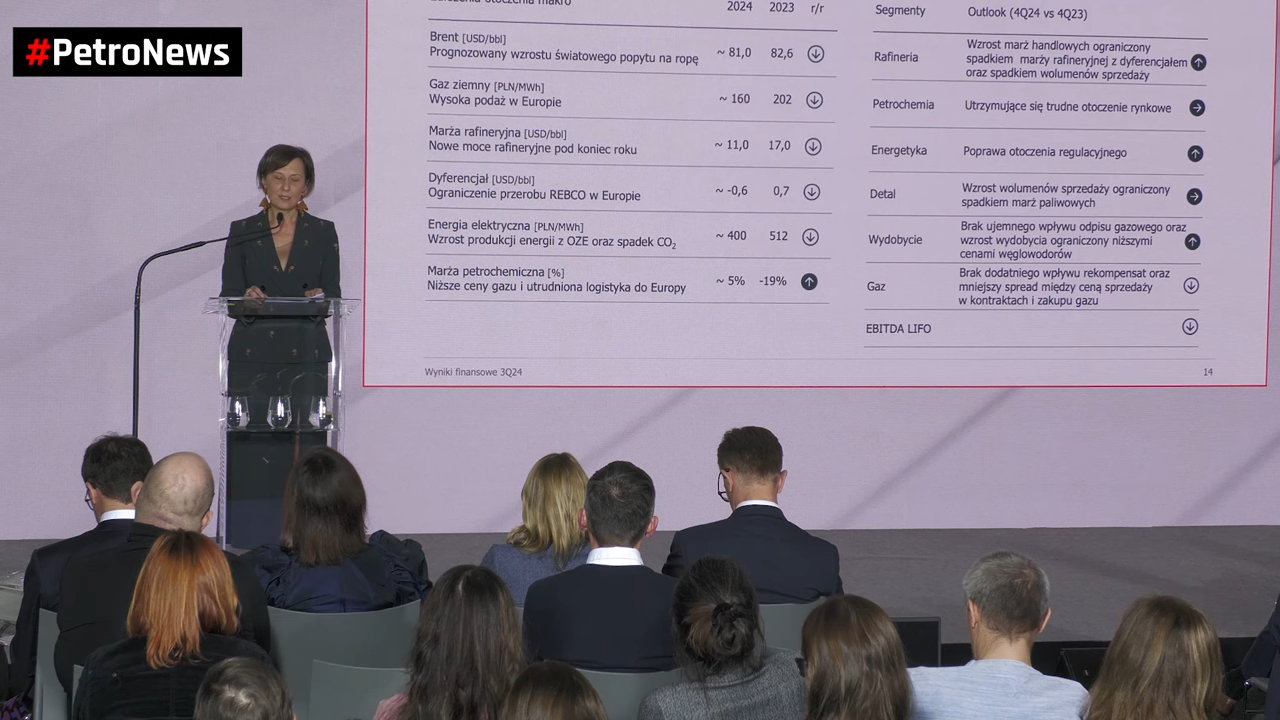 #PetroNews
2024 2023 r/r
Brent [USD/bbl]
Prognozowany wzrostu światowego popytu na ropę
~ 81,0 82,6
Gaz ziemny [PLN/MWh]
Wysoka podaż w Europie
~ 160 202
Marża rafineryjna [USD/bbl]
Nowe moce rafineryjne pod koniec roku
~ 11,0 17,0
Dyferencjał [USD/bbl]
Ograniczenie przerobu REBCO w Europie
~ -0,6 0,7
Energia elektryczna [PLN/MWh]
Wzrost produkcji energii z OZE oraz spadek CO₂
~ 400 512
Marża petrochemiczna [%]
Niższe ceny gazu i utrudniona logistyka do Europy
~ 5% -19%
Segmenty Outlook (4Q24 vs 4Q23)
Rafineria
Wzrost marż handlowych ograniczony
spadkiem marży rafineryjnej z dyferencjałem
oraz spadkiem wolumenów sprzedaży
Petrochemia Utrzymujące się trudne otoczenie rynkowe
Energetyka Poprawa otoczenia regulacyjnego
Detal
Wzrost wolumenów sprzedaży ograniczony
spadkiem marż paliwowych
Wydobycie
Brak ujemnego wpływu odpisu gazowego oraz
wzrost wydobycia ograniczony niższymi
cenami węglowodorów
Gaz
Brak dodatniego wpływu rekompensat oraz
mniejszy spread między ceną sprzedaży
w kontraktach i zakupu gazu
EBITDA LIFO
Wyniki finansowe 3Q24
14